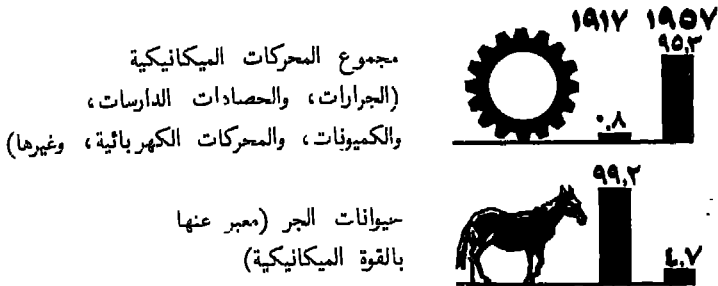 ١٩١٧ ١٩٥٧
مجموع المحركات الميكانيكية
(الجرارات، والحصادات الدارسات،
والكميونات، والمحركات الكهربائية، وغيرها)
٠,٨ ٩٥,٣
حيوانات الجر (معبر عنها
بالقوة الميكانيكية)
٩٩,٢ ٤,٧